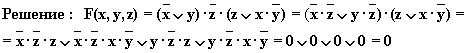 Решение : F(x, y, z) = (x̅ ∨ y) · z̅ · (z ∨ x · y̅) = (x̅ · z̅ ∨ y · z̅) · (z ∨ x · y̅) =
= x̅ · z̅ · z ∨ x̅ · z̅ · x · y̅ ∨ y · z̅ · z ∨ y · z̅ · x · y̅ = 0 ∨ 0 ∨ 0 ∨ 0 = 0